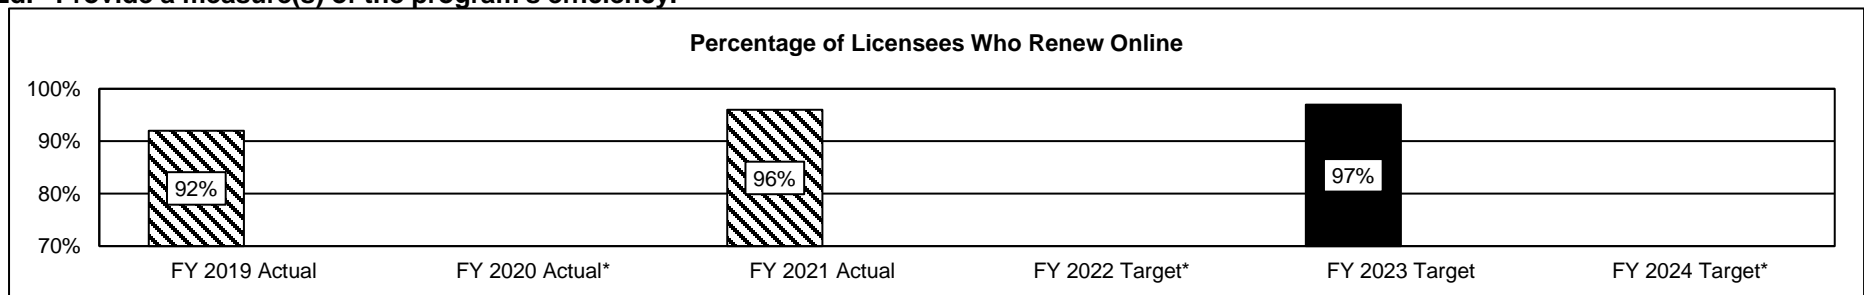 Provide a measure(s) of the program's efficiency.
Percentage of Licensees Who Renew Online
100%
90%
80%
70%
92%
96%
97%
FY 2019 Actual
FY 2020 Actual*
FY 2021 Actual
FY 2022 Target*
FY 2023 Target
FY 2024 Target*